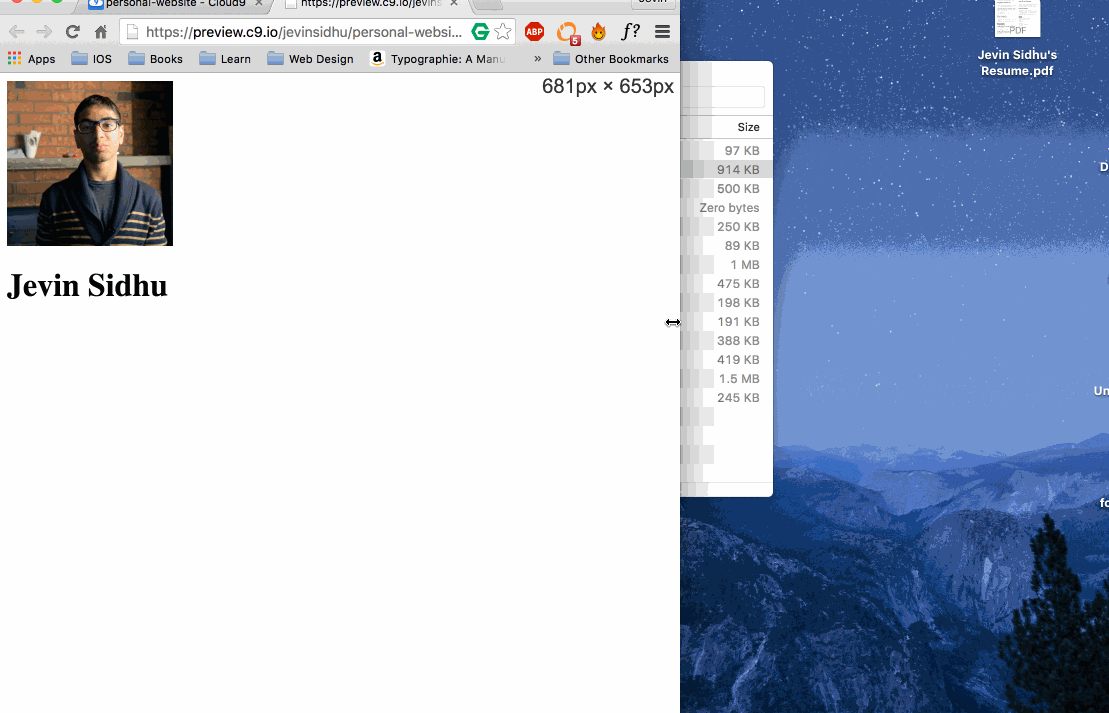 personal-website - Cloud9
https://preview.c9.io/jevins
Jevin
https://preview.c9.io/jevinsidhu/personal-websi...
ABP
5
f?
Apps
IOS
Books
Learn
Web Design
a
Typographie: A Manu
»
Other Bookmarks
681px × 653px
Jevin Sidhu
Size
97 KB
914 KB
500 KB
Zero bytes
250 KB
89 KB
1 MB
475 KB
198 KB
191 KB
388 KB
419 KB
1.5 MB
245 KB
PDF
Jevin Sidhu's
Resume.pdf
D
Un
fo